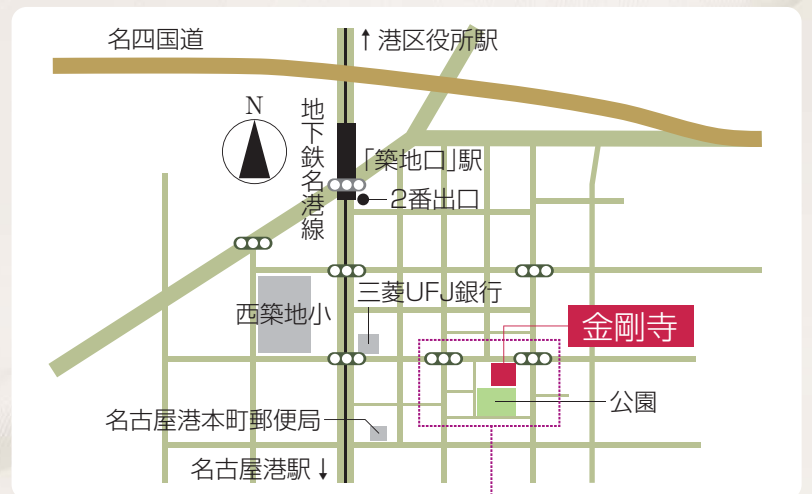 名四国道
↑港区役所駅
N
地下鉄名港線
「築地口」駅
2番出口
三菱UFJ銀行
西築地小
金剛寺
公園
名古屋港本町郵便局
名古屋港駅↓